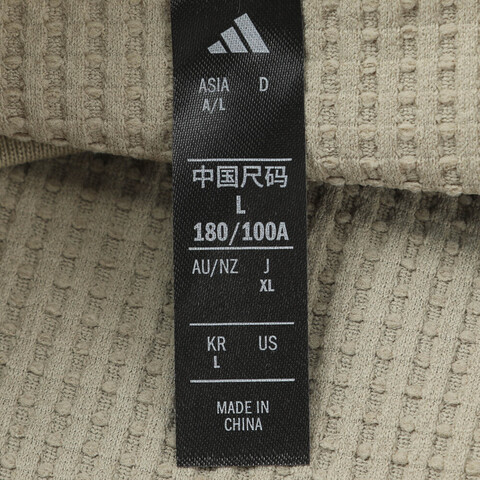 ASIA D
A/L
中国尺码
L
180/100A
AU/NZ J
XL
KR US
L
MADE IN
CHINA